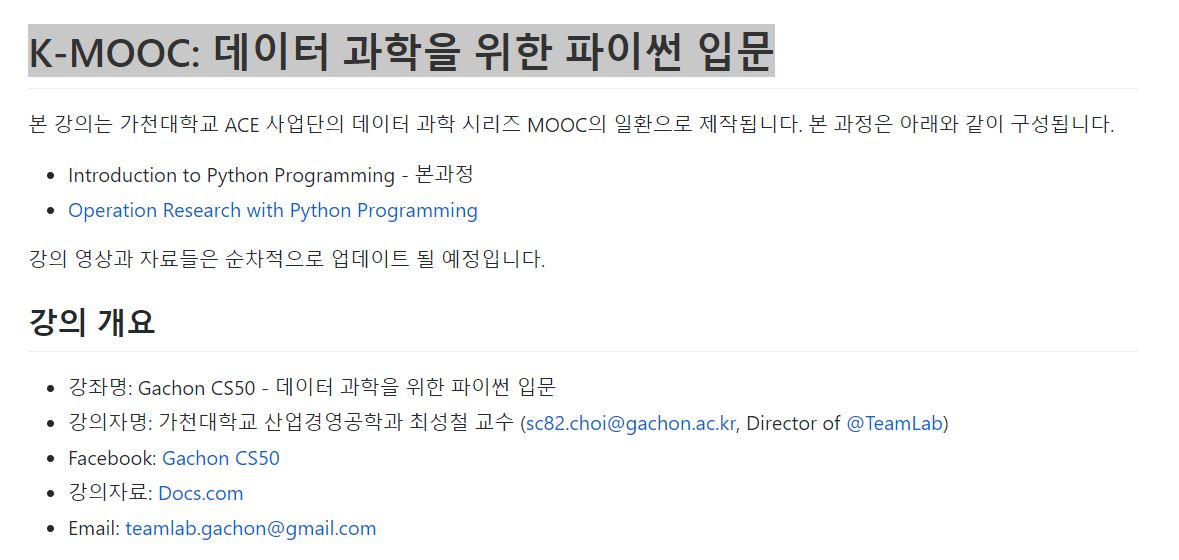 K-MOOC: 데이터 과학을 위한 파이썬 입문
본 강의는 가천대학교 ACE 사업단의 데이터 과학 시리즈 MOOC의 일환으로 제작됩니다. 본 과정은 아래와 같이 구성됩니다.
• Introduction to Python Programming - 본과정
• Operation Research with Python Programming
강의 영상과 자료들은 순차적으로 업데이트 될 예정입니다.
강의 개요
• 강좌명: Gachon CS50 - 데이터 과학을 위한 파이썬 입문
• 강의자명: 가천대학교 산업경영공학과 최성철 교수 (sc82.choi@gachon.ac.kr, Director of @TeamLab)
• Facebook: Gachon CS50
• 강의자료: Docs.com
• Email: teamlab.gachon@gmail.com